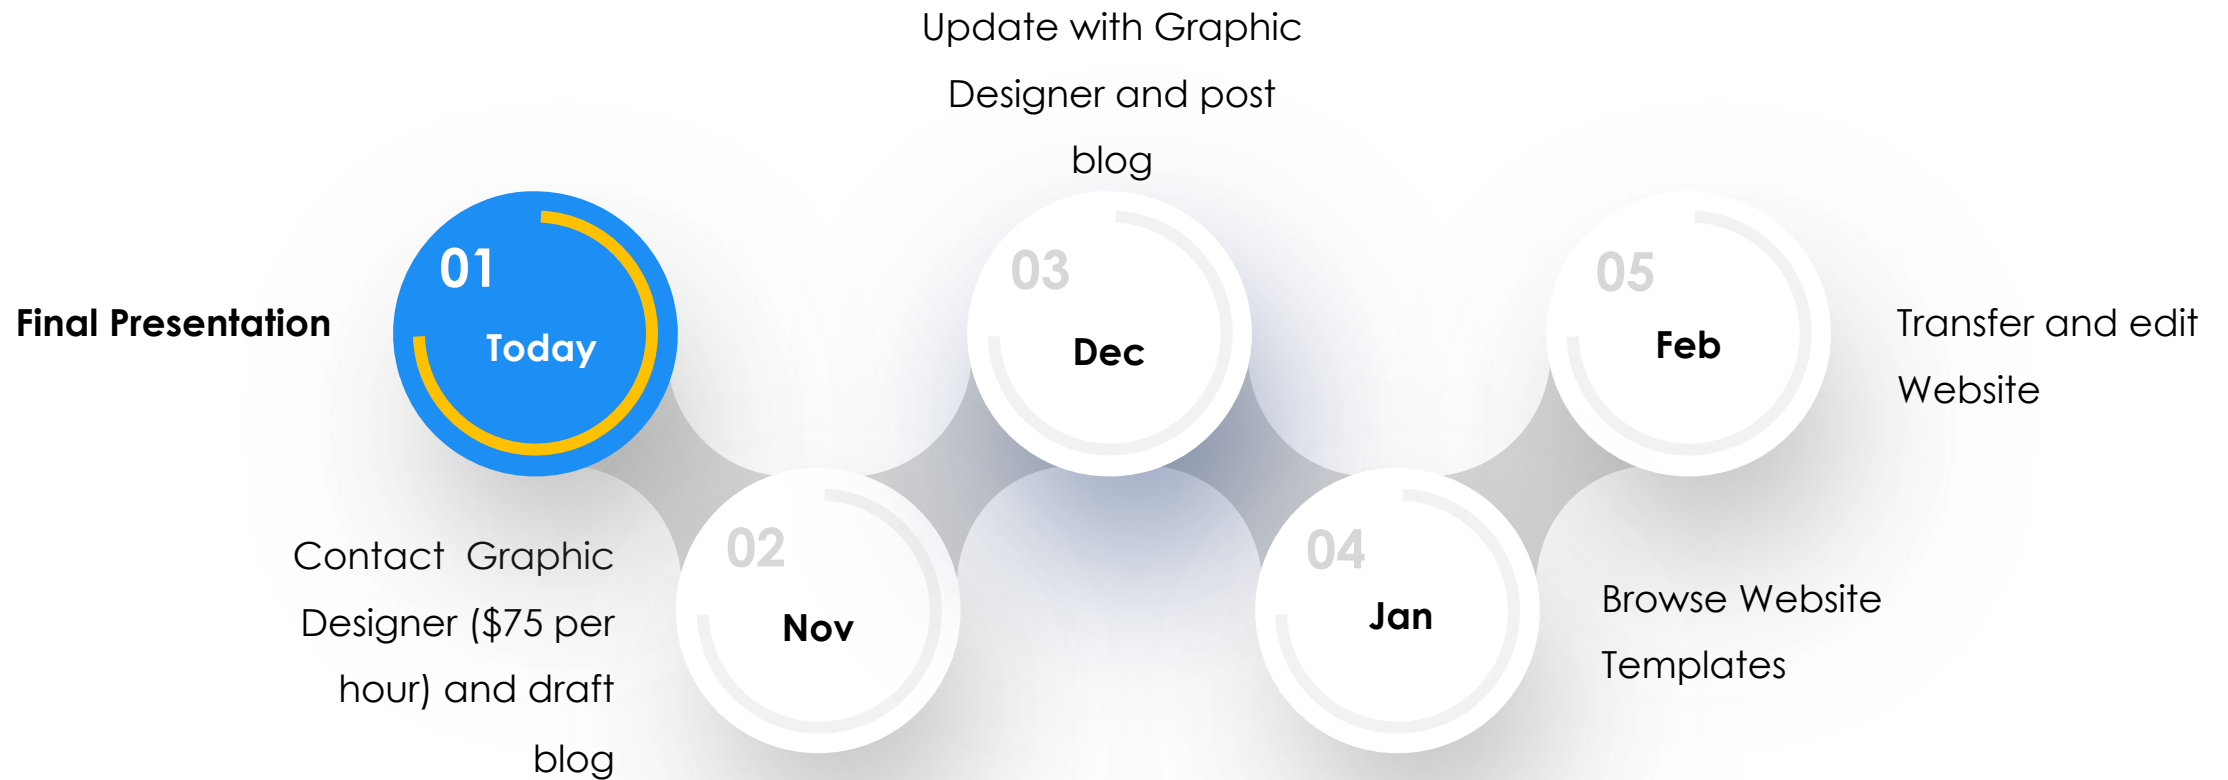 Final Presentation
01
Today
Contact  Graphic
Designer ($75 per
hour) and draft
blog
02
Nov
Update with Graphic
Designer and post
blog
03
Dec
04
Jan
Browse Website
Templates
05
Feb
Transfer and edit
Website